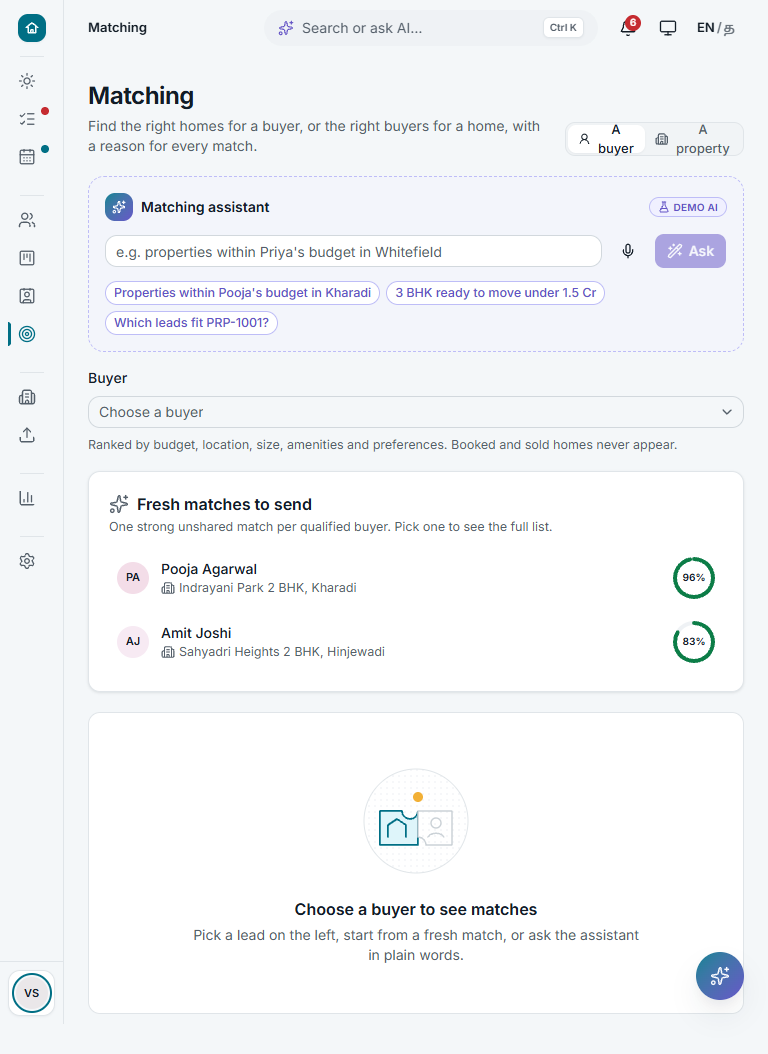 Matching
Search or ask AI...
Ctrl K
6
EN / த
Matching
Find the right homes for a buyer, or the right buyers for a home, with
a reason for every match.
A
buyer
A
property
Matching assistant
DEMO AI
e.g. properties within Priya's budget in Whitefield
Ask
Properties within Pooja's budget in Kharadi
3 BHK ready to move under 1.5 Cr
Which leads fit PRP-1001?
Buyer
Choose a buyer
Ranked by budget, location, size, amenities and preferences. Booked and sold homes never appear.
Fresh matches to send
One strong unshared match per qualified buyer. Pick one to see the full list.
PA
Pooja Agarwal
Indrayani Park 2 BHK, Kharadi
96%
AJ
Amit Joshi
Sahyadri Heights 2 BHK, Hinjewadi
83%
Choose a buyer to see matches
Pick a lead on the left, start from a fresh match, or ask the assistant
in plain words.
VS